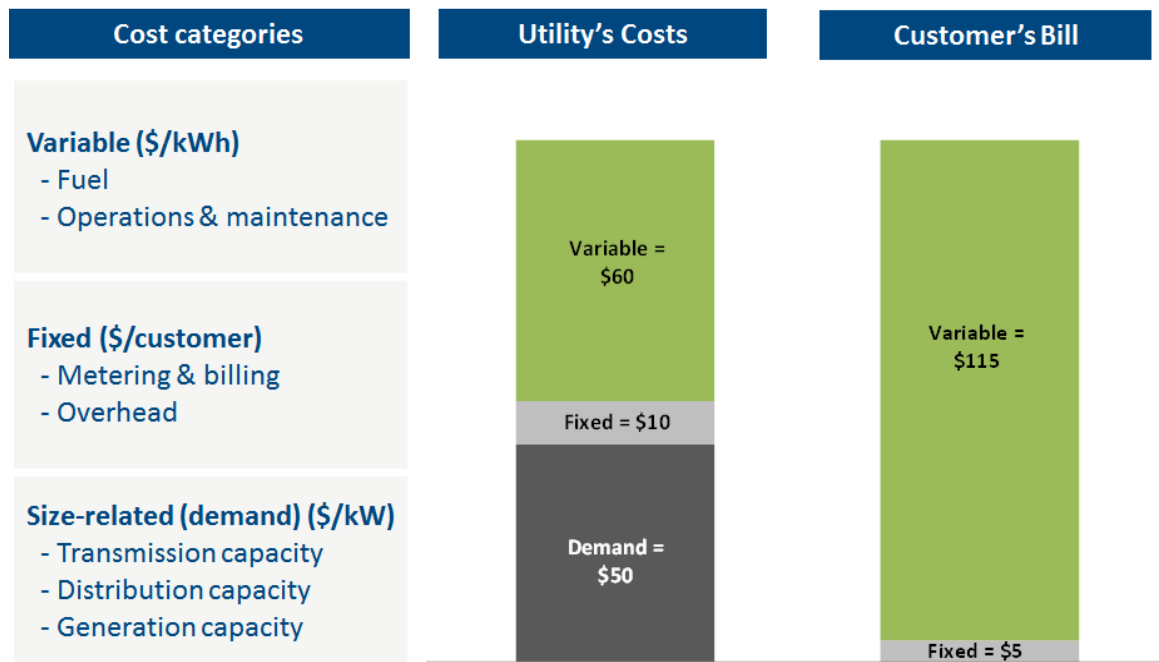 Cost categories
Utility's Costs
Customer's Bill
Variable ($/kWh)
- Fuel
- Operations & maintenance
Fixed ($/customer)
- Metering & billing
- Overhead
Size-related (demand) ($/kW)
- Transmission capacity
- Distribution capacity
- Generation capacity
Variable =
$60
Fixed = $10
Demand =
$50
Variable =
$115
Fixed = $5